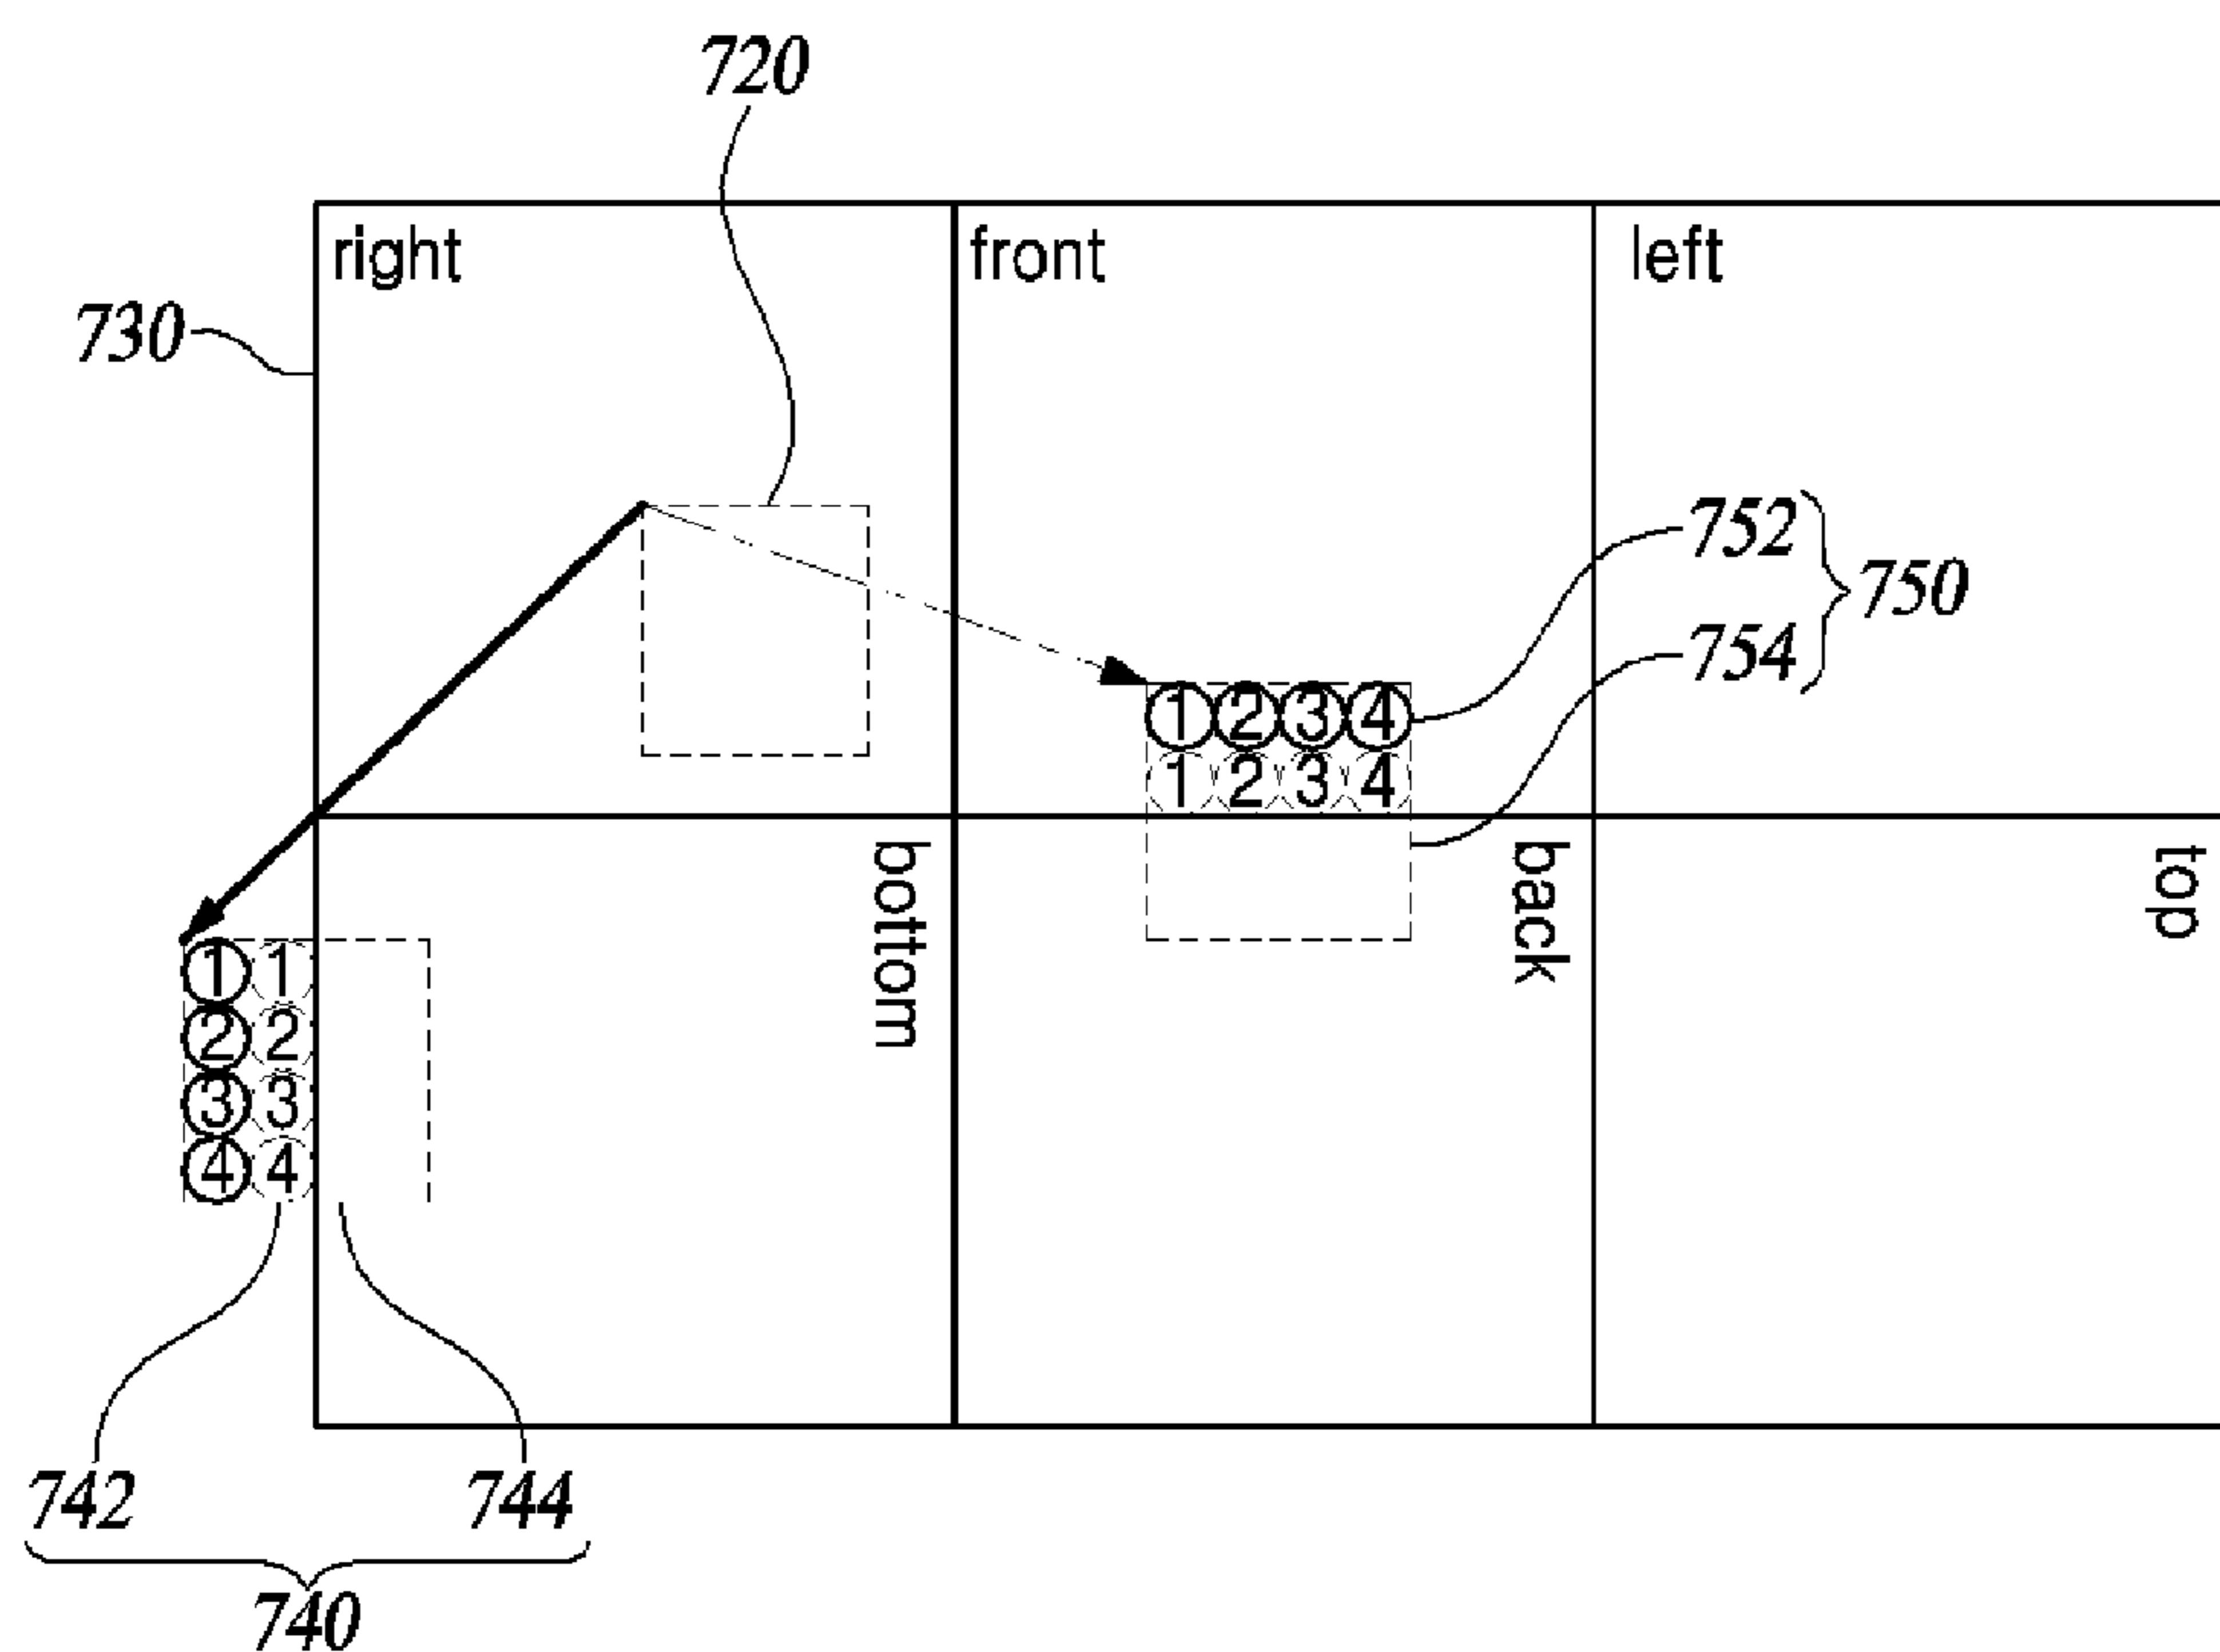 720
right
front
left
730
752
750
754
① ② ③ ④
1 2 3 4
bottom
back
top
① 1
② 2
③ 3
④ 4
742
744
740